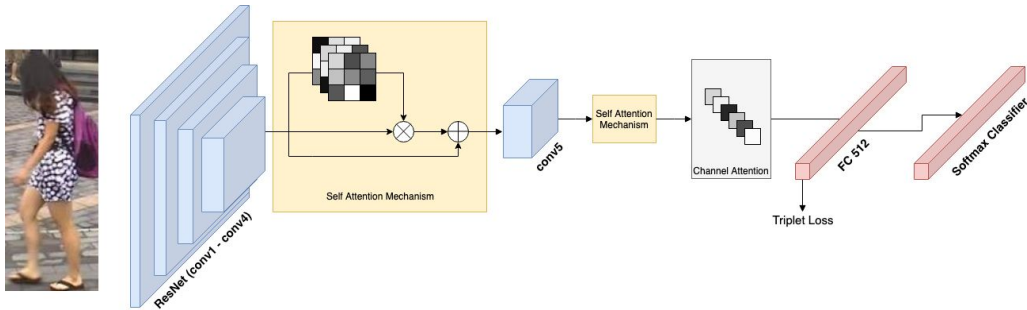 ResNet (conv1 - conv4)
Self Attention Mechanism
conv5
Self Attention
Mechanism
Channel Attention
FC 512
Triplet Loss
Softmax Classifier